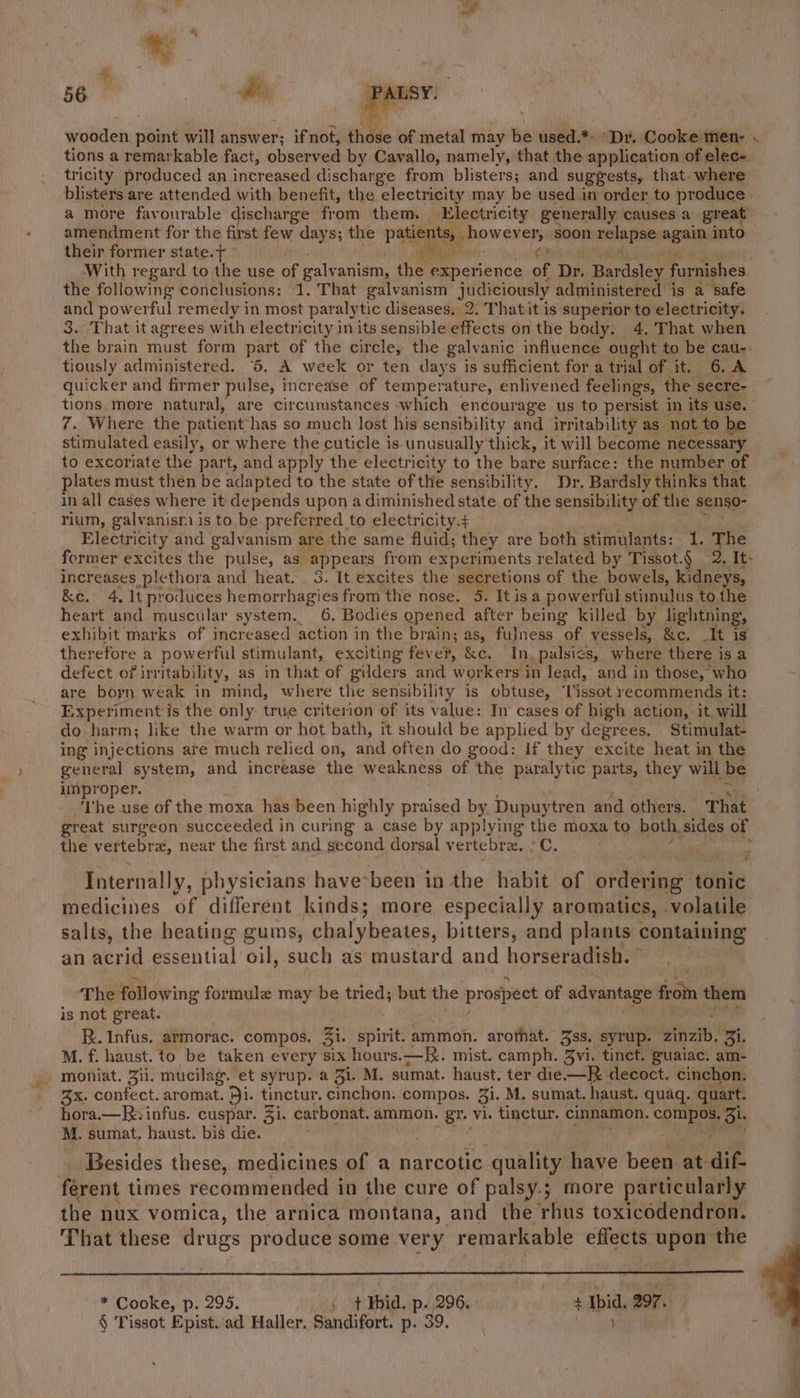 56 PALSY.
wooden point will answer; if not, those of metal may be used.* Dr. Cooke men-
tions a remarkable fact, observed by Cavallo, namely, that the application of elec-
tricity produced an increased discharge from blisters; and suggests, that where
blisters are attended with benefit, the electricity may be used in order to produce
a more favourable discharge from them. Electricity generally causes a great
amendment for the first few days; the patients, however, soon relapse again into
their former state.†
With regard to the use of galvanism, the experience of Dr. Bardsley furnishes
the following conclusions: 1. That galvanism judiciously administered is a safe
and powerful remedy in most paralytic diseases. 2. That it is superior to electricity.
3. That it agrees with electricity in its sensible effects on the body. 4. That when
the brain must form part of the circle, the galvanic influence ought to be cau-
tiously administered. 5. A week or ten days is sufficient for a trial of it. 6. A
quicker and firmer pulse, increase of temperature, enlivened feelings, the secre-
tions more natural, are circumstances which encourage us to persist in its use.
7. Where the patient has so much lost his sensibility and irritability as not to be
stimulated easily, or where the cuticle is unusually thick, it will become necessary
to excoriate the part, and apply the electricity to the bare surface: the number of
plates must then be adapted to the state of the sensibility. Dr. Bardsly thinks that
in all cases where it depends upon a diminished state of the sensibility of the senso-
rium, galvanism is to be preferred to electricity.‡
Electricity and galvanism are the same fluid; they are both stimulants: 1. The
former excites the pulse, as appears from experiments related by Tissot.§ 2. It
increases plethora and heat. 3. It excites the secretions of the bowels, kidneys,
&c. 4. It produces hemorrhagies from the nose. 5. It is a powerful stimulus to the
heart and muscular system. 6. Bodies opened after being killed by lightning,
exhibit marks of increased action in the brain; as, fulness of vessels, &c. It is
therefore a powerful stimulant, exciting fever, &c. In palsies, where there is a
defect of irritability, as in that of gilders and workers in lead, and in those, who
are born weak in mind, where the sensibility is obtuse, Tissot recommends it:
Experiment is the only true criterion of its value: In cases of high action, it will
do harm; like the warm or hot bath, it should be applied by degrees. Stimulat-
ing injections are much relied on, and often do good: If they excite heat in the
general system, and increase the weakness of the paralytic parts, they will be
improper.
The use of the moxa has been highly praised by Dupuytren and others. That
great surgeon succeeded in curing a case by applying the moxa to both sides of
the vertebræ, near the first and second dorsal vertebræ. C.
Internally, physicians have been in the habit of ordering tonic
medicines of different kinds; more especially aromatics, volatile
salts, the heating gums, chalybeates, bitters, and plants containing
an acrid essential oil, such as mustard and horseradish.
The following formulæ may be tried; but the prospect of advantage from them
is not great.
R. Infus. armorac. compos. ℥i. spirit. ammon. aromat. ʒss. syrup. zinzib. ʒi.
M. f. haust. to be taken every six hours.—R. mist. camph. ʒvi. tinct. guaiac. am-
moniat. ʒii. mucilag. et syrup. a ʒi. M. sumat. haust. ter die.—R decoct. cinchon.
ʒx. confect. aromat. ℈i. tinctur. cinchon. compos. ʒi. M. sumat. haust. quaq. quart.
hora.—R. infus. cuspar. ℥i. carbonat. ammon. gr. vi. tinctur. cinnamon. compos. ʒi.
M. sumat. haust. bis die.
Besides these, medicines of a narcotic quality have been at dif-
ferent times recommended in the cure of palsy; more particularly
the nux vomica, the arnica montana, and the rhus toxicodendron.
That these drugs produce some very remarkable effects upon the
* Cooke, p. 295. † Ibid. p. 296. ‡ Ibid. 297.
§ Tissot Epist. ad Haller. Sandifort. p. 39.